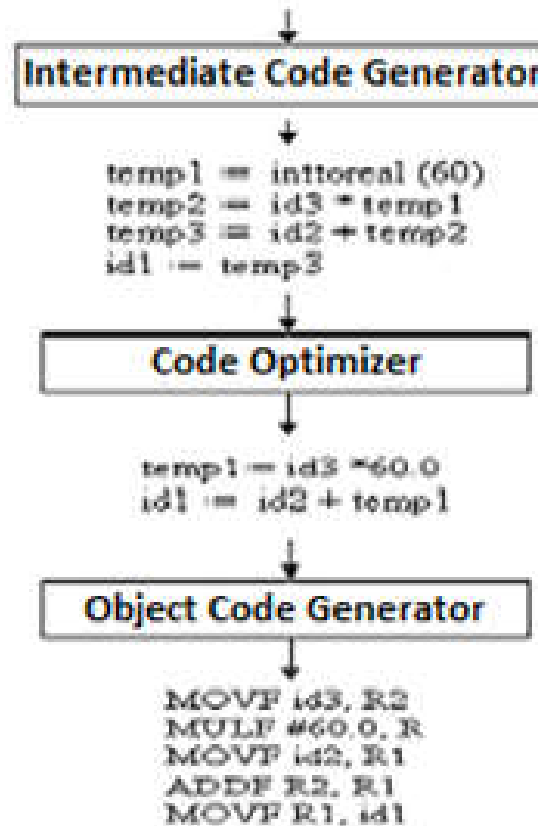 Intermediate Code Generator
temp1 := inttoreal (60)
temp2 := id3 * temp1
temp3 := id2 + temp2
id1 := temp3
Code Optimizer
temp1 := id3 *60.0
id1 := id2 + temp1
Object Code Generator
MOVF id3, R2
MULF #60.0, R
MOVF id2, R1
ADDF R2, R1
MOVF R1, id1